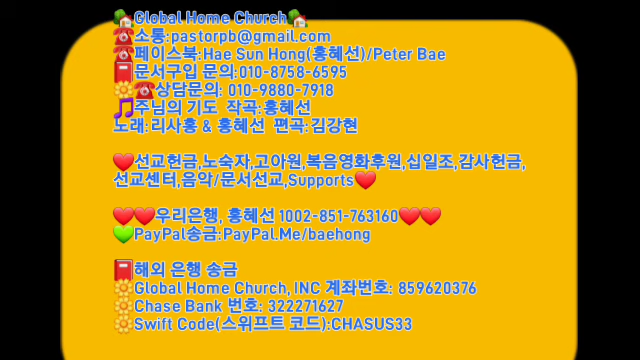 🏡Global Home Church🏡
☎️소통:pastorpb@gmail.com
☎️페이스북:Hae Sun Hong(홍혜선)/Peter Bae
📕문서구입 문의:010-8758-6595
🌼☎️상담문의: 010-9880-7918
🎵주님의 기도  작곡:홍혜선
노래:리사홍 & 홍혜선  편곡:김강현
❤️선교헌금,노숙자,고아원,복음영화후원,십일조,감사헌금,
선교센터,음악/문서선교,Supports❤️
❤️❤️우리은행, 홍혜선 1002-851-763160❤️❤️
💚PayPal송금:PayPal.Me/baehong
📕해외 은행 송금
🌼Global Home Church, INC 계좌번호: 859620376
🌼Chase Bank 번호: 322271627
🌼Swift Code(스위프트 코드):CHASUS33